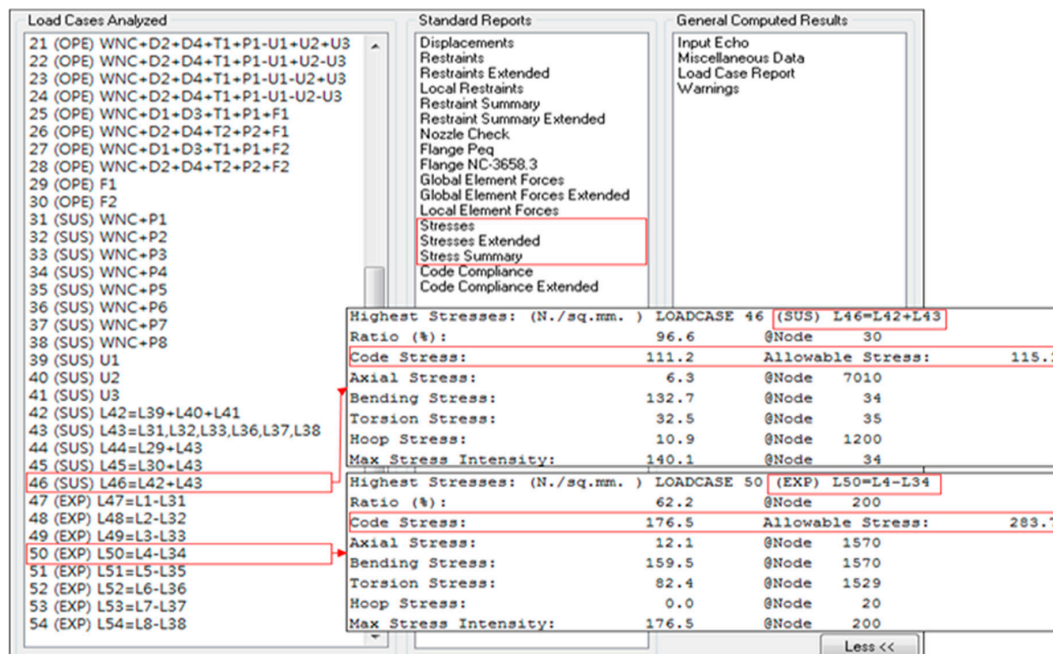 Load Cases Analyzed
21 (OPE) WNC+D2+D4+T1+P1-U1+U2+U3
22 (OPE) WNC+D2+D4+T1+P1-U1+U2-U3
23 (OPE) WNC+D2+D4+T1+P1-U1-U2+U3
24 (OPE) WNC+D2+D4+T1+P1-U1-U2-U3
25 (OPE) WNC+D1+D3+T1+P1+F1
26 (OPE) WNC+D2+D4+T2+P2+F1
27 (OPE) WNC+D1+D3+T1+P1+F2
28 (OPE) WNC+D2+D4+T2+P2+F2
29 (OPE) F1
30 (OPE) F2
31 (SUS) WNC+P1
32 (SUS) WNC+P2
33 (SUS) WNC+P3
34 (SUS) WNC+P4
35 (SUS) WNC+P5
36 (SUS) WNC+P6
37 (SUS) WNC+P7
38 (SUS) WNC+P8
39 (SUS) U1
40 (SUS) U2
41 (SUS) U3
42 (SUS) L42=L39+L40+L41
43 (SUS) L43=L31,L32,L33,L36,L37,L38
44 (SUS) L44=L29+L43
45 (SUS) L45=L30+L43
46 (SUS) L46=L42+L43
47 (EXP) L47=L1-L31
48 (EXP) L48=L2-L32
49 (EXP) L49=L3-L33
50 (EXP) L50=L4-L34
51 (EXP) L51=L5-L35
52 (EXP) L52=L6-L36
53 (EXP) L53=L7-L37
54 (EXP) L54=L8-L38
Standard Reports
Displacements
Restraints
Restraints Extended
Local Restraints
Restraint Summary
Restraint Summary Extended
Nozzle Check
Flange Peq
Flange NC-3658.3
Global Element Forces
Global Element Forces Extended
Local Element Forces
Stresses
Stresses Extended
Stress Summary
Code Compliance
Code Compliance Extended
General Computed Results
Input Echo
Miscellaneous Data
Load Case Report
Warnings
Highest Stresses: (N./sq.mm. ) LOADCASE 46 (SUS) L46=L42+L43
Ratio (%): 96.6 @Node 30
Code Stress: 111.2 Allowable Stress: 115.
Axial Stress: 6.3 @Node 7010
Bending Stress: 132.7 @Node 34
Torsion Stress: 32.5 @Node 35
Hoop Stress: 10.9 @Node 1200
Max Stress Intensity: 140.1 @Node 34
Highest Stresses: (N./sq.mm. ) LOADCASE 50 (EXP) L50=L4-L34
Ratio (%): 62.2 @Node 200
Code Stress: 176.5 Allowable Stress: 283.
Axial Stress: 12.1 @Node 1570
Bending Stress: 159.5 @Node 1570
Torsion Stress: 82.4 @Node 1529
Hoop Stress: 0.0 @Node 20
Max Stress Intensity: 176.5 @Node 200
Less <<